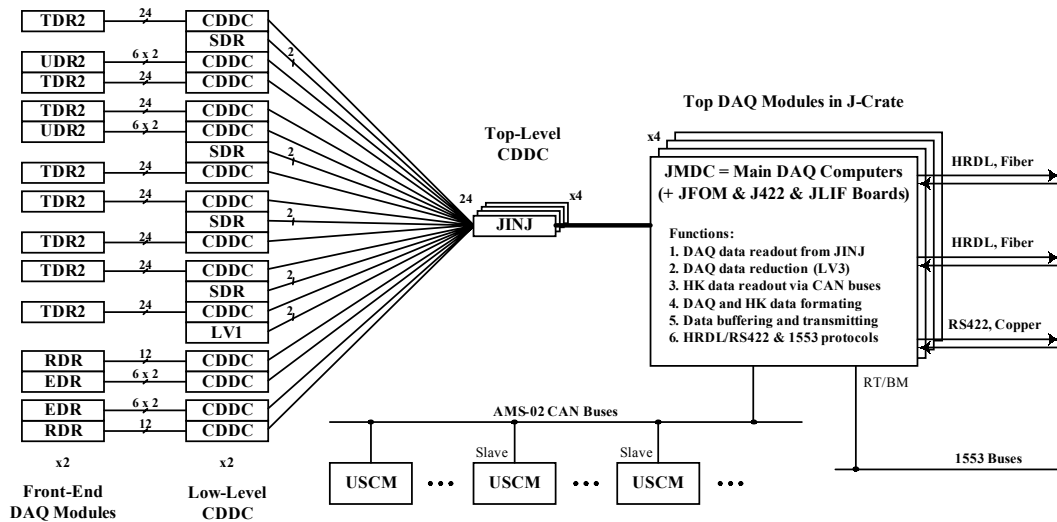 TDR2 24 CDDC
SDR 2
UDR2 6 x 2 CDDC
TDR2 24 CDDC
TDR2 24 CDDC
UDR2 6 x 2 CDDC
SDR 2
TDR2 24 CDDC
TDR2 24 CDDC
SDR 2
TDR2 24 CDDC
TDR2 24 CDDC
SDR 2
TDR2 24 CDDC 2
LV1
RDR 12 CDDC
EDR 6 x 2 CDDC
EDR 6 x 2 CDDC
RDR 12 CDDC
x2 x2
Front-End
DAQ Modules
Low-Level
CDDC
Top-Level
CDDC
24 x4
JINJ
Top DAQ Modules in J-Crate
x4
JMDC = Main DAQ Computers
(+ JFOM & J422 & JLIF Boards)
Functions:
1. DAQ data readout from JINJ
2. DAQ data reduction (LV3)
3. HK data readout via CAN buses
4. DAQ and HK data formating
5. Data buffering and transmitting
6. HRDL/RS422 & 1553 protocols
HRDL, Fiber
HRDL, Fiber
RS422, Copper
RT/BM
AMS-02 CAN Buses
Slave Slave
1553 Buses
USCM ••• USCM ••• USCM •••